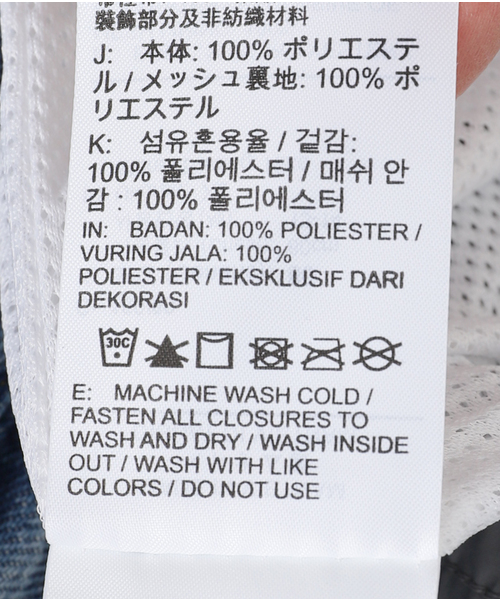 裝飾部分及非紡織材料
J: 本体: 100% ポリエステ
ル / メッシュ裏地: 100% ポ
リエステル
K: 섬유혼용율 / 겉감:
100% 폴리에스터 / 매쉬 안
감 : 100% 폴리에스터
IN: BADAN: 100% POLIESTER /
VURING JALA: 100%
POLIESTER / EKSKLUSIF DARI
DEKORASI
30C
E: MACHINE WASH COLD /
FASTEN ALL CLOSURES TO
WASH AND DRY / WASH INSIDE
OUT / WASH WITH LIKE
COLORS / DO NOT USE